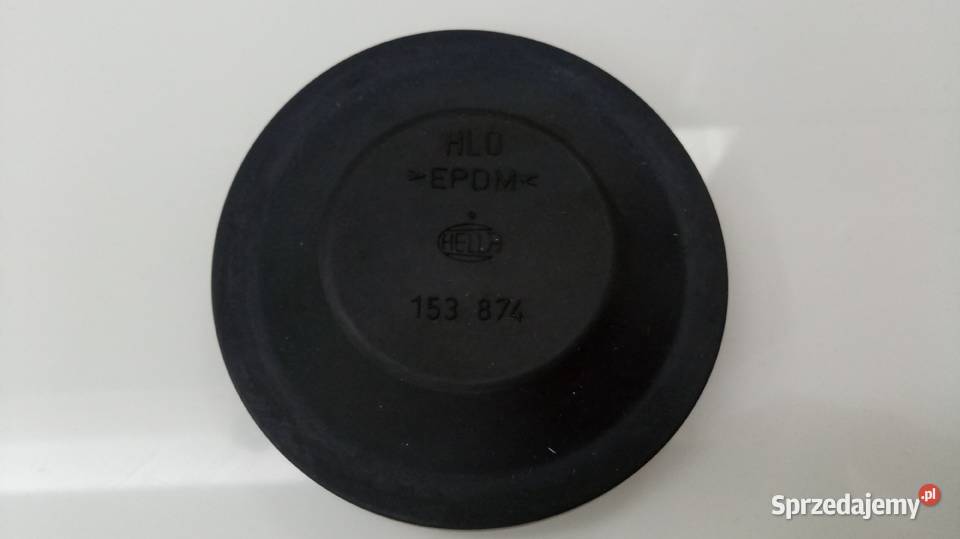 HLO
>EPDM<
HELLA
153 874
Sprzedajemy.pl